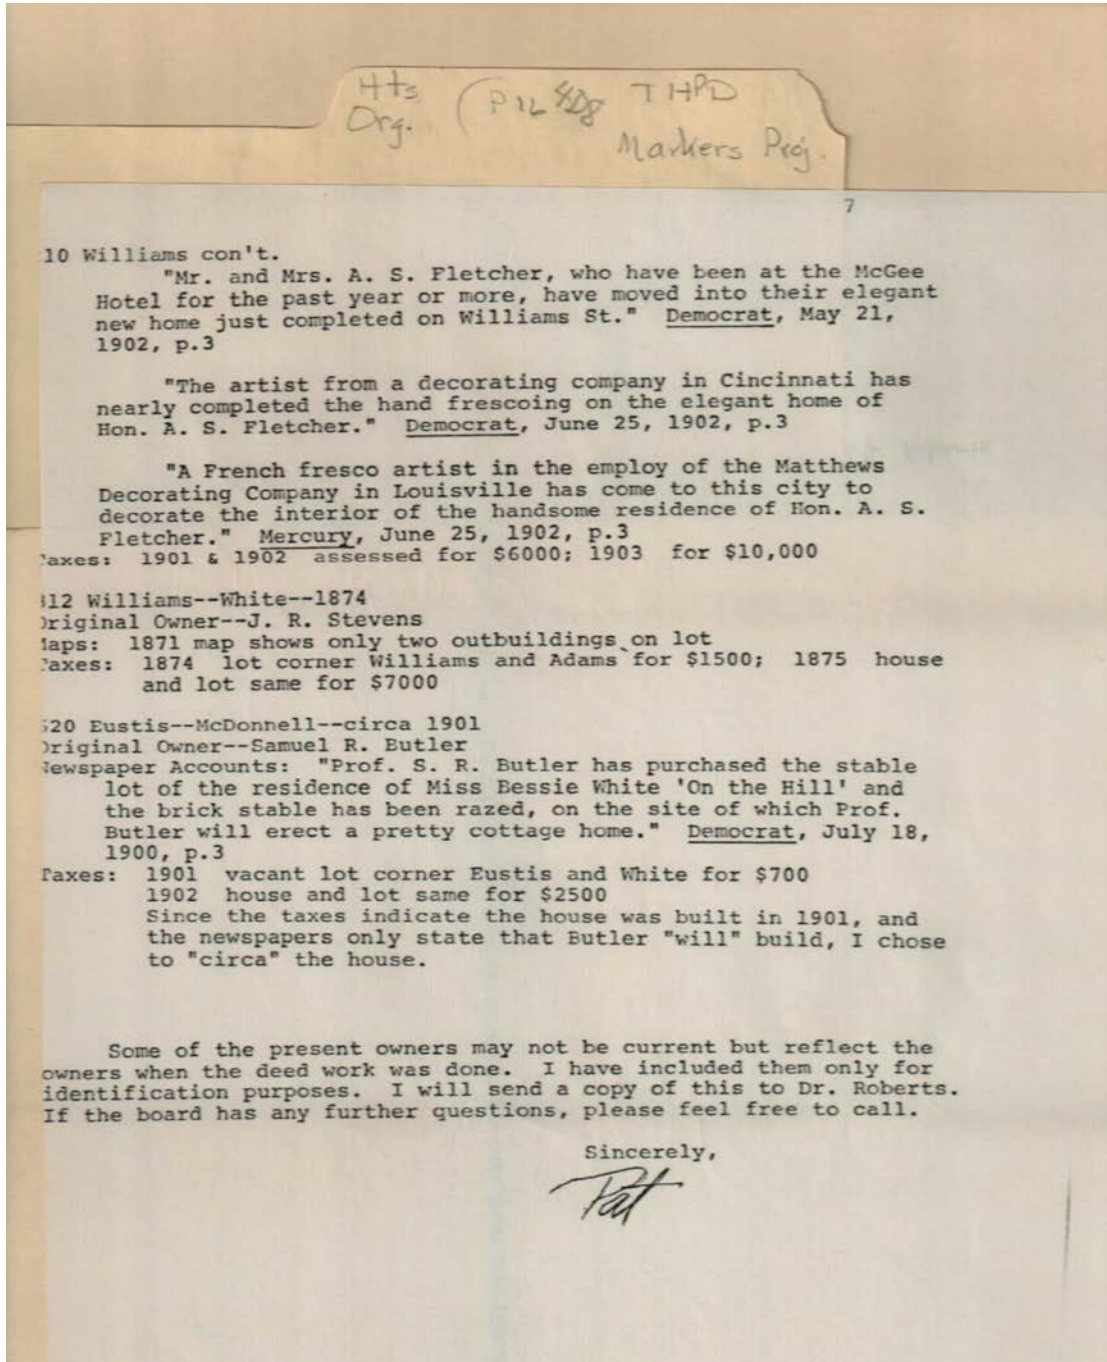 Hts
Org.
(P12 4D8 THPD
Markers Proj.
7
10 Williams con't.
"Mr. and Mrs. A. S. Fletcher, who have been at the McGee
Hotel for the past year or more, have moved into their elegant
new home just completed on Williams St." Democrat, May 21,
1902, p.3
"The artist from a decorating company in Cincinnati has
nearly completed the hand frescoing on the elegant home of
Hon. A. S. Fletcher." Democrat, June 25, 1902, p.3
"A French fresco artist in the employ of the Matthews
Decorating Company in Louisville has come to this city to
decorate the interior of the handsome residence of Hon. A. S.
Fletcher." Mercury, June 25, 1902, p.3
axes: 1901 & 1902 assessed for $6000; 1903 for $10,000
12 Williams--White--1874
riginal Owner--J. R. Stevens
aps: 1871 map shows only two outbuildings on lot
axes: 1874 lot corner Williams and Adams for $1500; 1875 house
and lot same for $7000
20 Eustis--McDonnell--circa 1901
riginal Owner--Samuel R. Butler
ewspaper Accounts: "Prof. S. R. Butler has purchased the stable
lot of the residence of Miss Bessie White 'On the Hill' and
the brick stable has been razed, on the site of which Prof.
Butler will erect a pretty cottage home." Democrat, July 18,
1900, p.3
Taxes: 1901 vacant lot corner Eustis and White for $700
1902 house and lot same for $2500
Since the taxes indicate the house was built in 1901, and
the newspapers only state that Butler "will" build, I chose
to "circa" the house.
Some of the present owners may not be current but reflect the
owners when the deed work was done. I have included them only for
identification purposes. I will send a copy of this to Dr. Roberts.
If the board has any further questions, please feel free to call.
Sincerely,
Pat